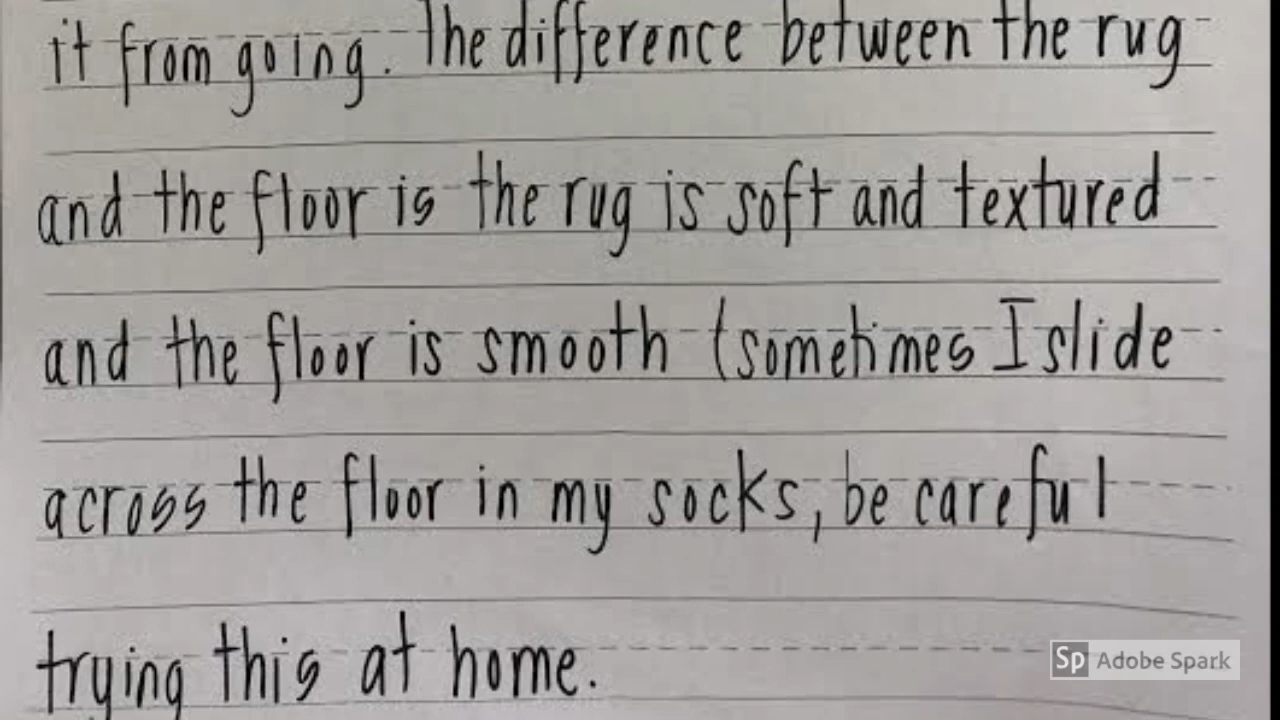 it from going. The difference between the rug
and the floor is the rug is soft and textured
and the floor is smooth (sometimes I slide
across the floor in my socks, be careful
trying this at home.
Sp Adobe Spark